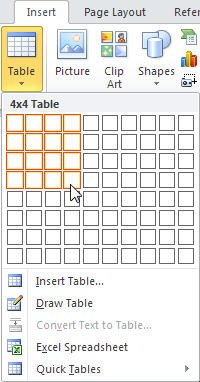 Insert Page Layout Refer
Table Picture Clip Art Shapes
4x4 Table
Insert Table...
Draw Table
Convert Text to Table...
Excel Spreadsheet
Quick Tables